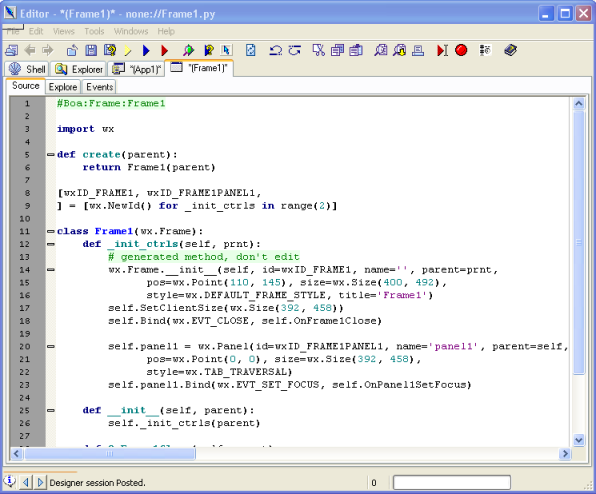 Editor - *(Frame1)* - none://Frame1.py
File Edit Views Tools Windows Help
Shell Explorer *(App1)* *(Frame1)*
Source Explore Events
1 #Boa:Frame:Frame1
2
3 import wx
4
5 def create(parent):
6 return Frame1(parent)
7
8 [wxID_FRAME1, wxID_FRAME1PANEL1,
9 ] = [wx.NewId() for _init_ctrls in range(2)]
10
11 class Frame1(wx.Frame):
12 def _init_ctrls(self, prnt):
13 # generated method, don't edit
14 wx.Frame.__init__(self, id=wxID_FRAME1, name='', parent=prnt,
15 pos=wx.Point(110, 145), size=wx.Size(400, 492),
16 style=wx.DEFAULT_FRAME_STYLE, title='Frame1')
17 self.SetClientSize(wx.Size(392, 458))
18 self.Bind(wx.EVT_CLOSE, self.OnFrame1Close)
19
20 self.panel1 = wx.Panel(id=wxID_FRAME1PANEL1, name='panel1', parent=self,
21 pos=wx.Point(0, 0), size=wx.Size(392, 458),
22 style=wx.TAB_TRAVERSAL)
23 self.panel1.Bind(wx.EVT_SET_FOCUS, self.OnPanel1SetFocus)
24
25 def __init__(self, parent):
26 self._init_ctrls(parent)
27
Designer session Posted. 0